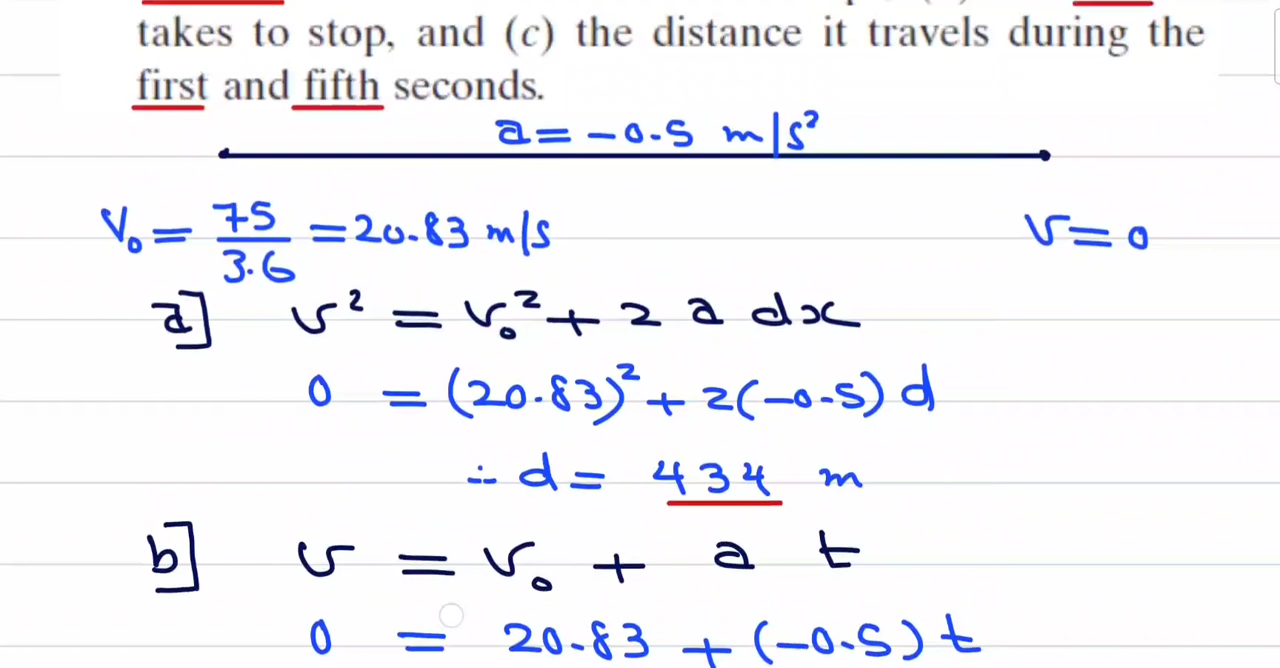 takes to stop, and (c) the distance it travels during the
first and fifth seconds.
a = -0.5 m/s²
V₀ = 75/3.6 = 20.83 m/s v = 0
a] v² = v₀² + 2 a dx
0 = (20.83)² + 2(-0.5) d
∴ d = 434 m
b] v = v₀ + a t
0 = 20.83 + (-0.5) t